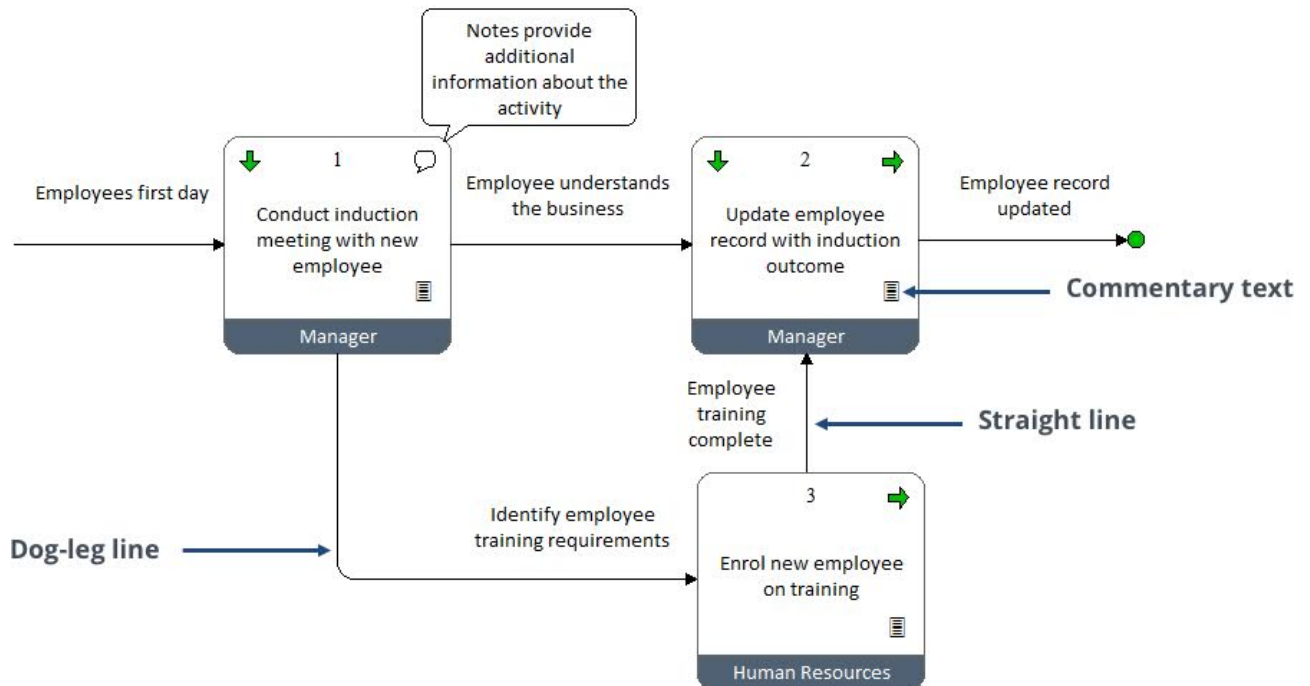 Notes provide
additional
information about the
activity
1
2
Employees first day
Employee understands
the business
Employee record
updated
Conduct induction
meeting with new
employee
Update employee
record with induction
outcome
Commentary text
Manager
Manager
Employee
training
complete
Straight line
3
Identify employee
training requirements
Dog-leg line
Enrol new employee
on training
Human Resources